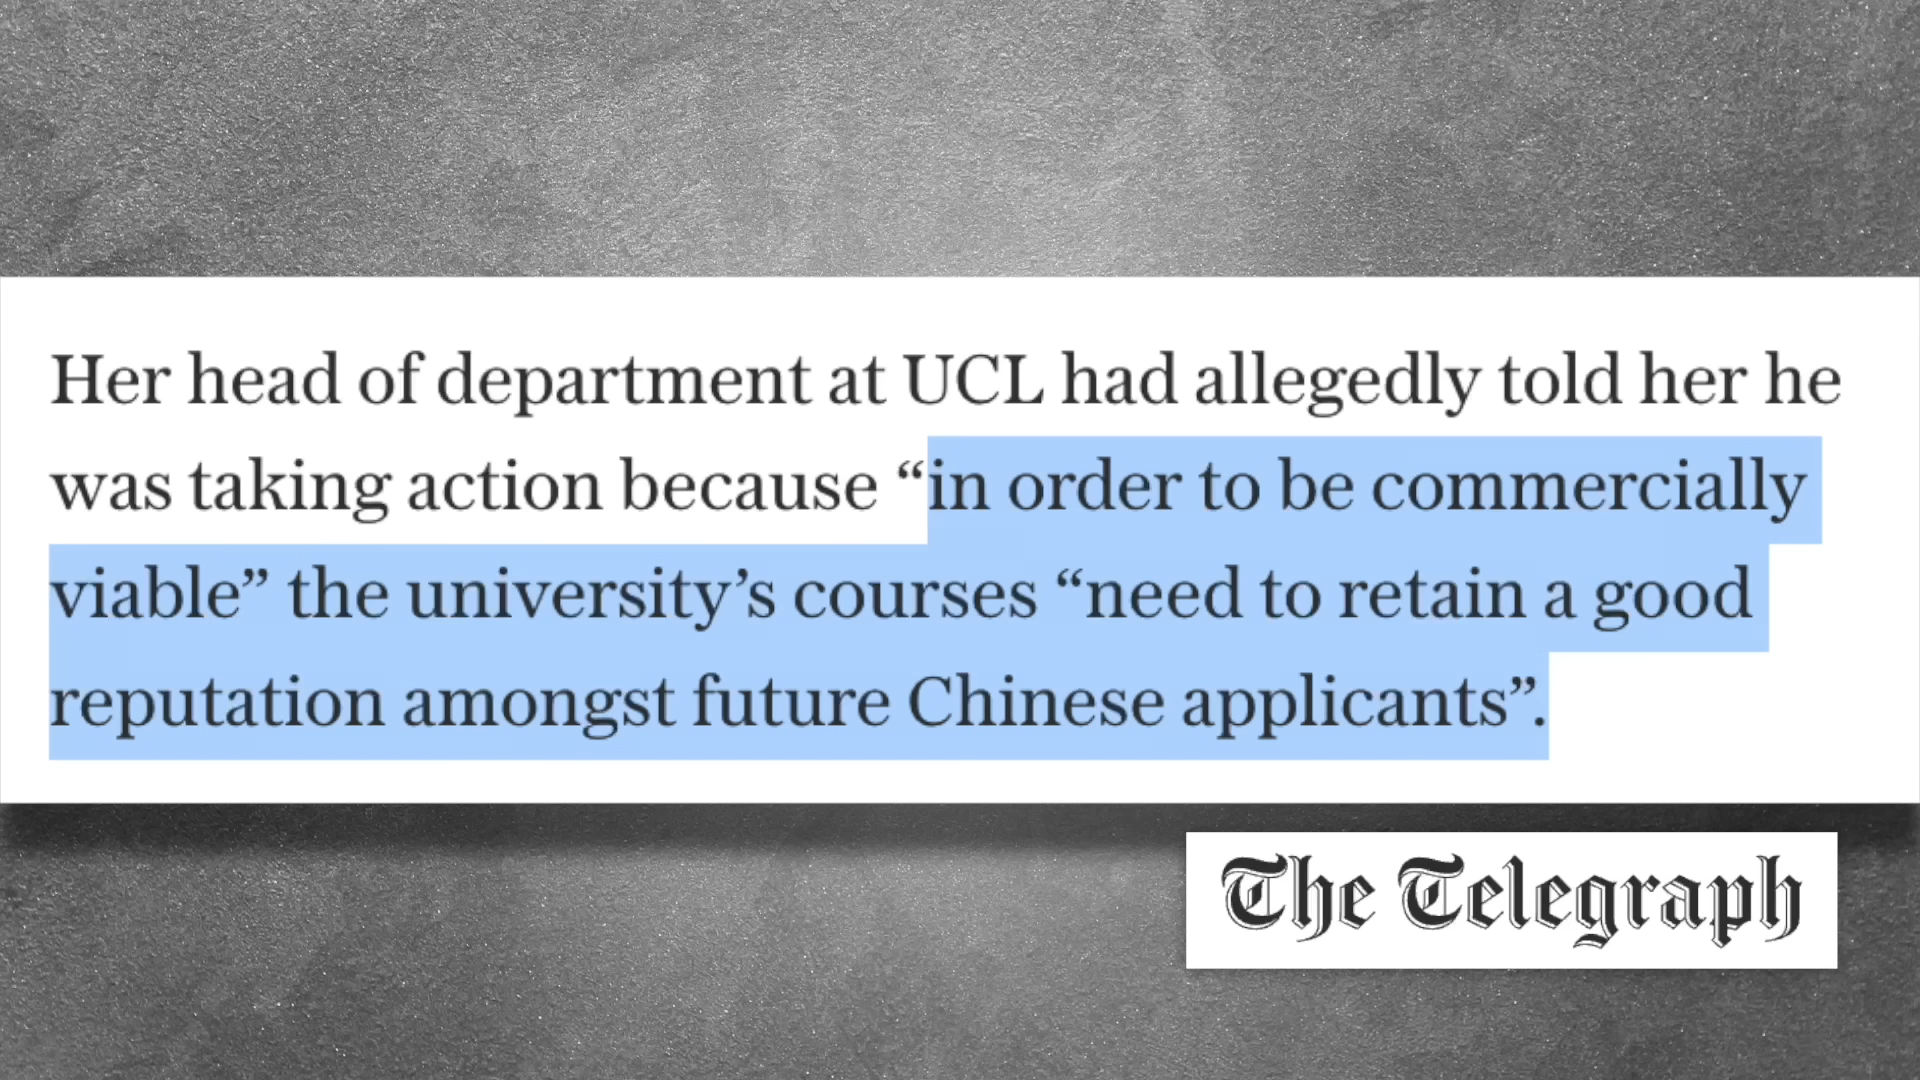 Her head of department at UCL had allegedly told her he
was taking action because “in order to be commercially
viable” the university’s courses “need to retain a good
reputation amongst future Chinese applicants”.
The Telegraph